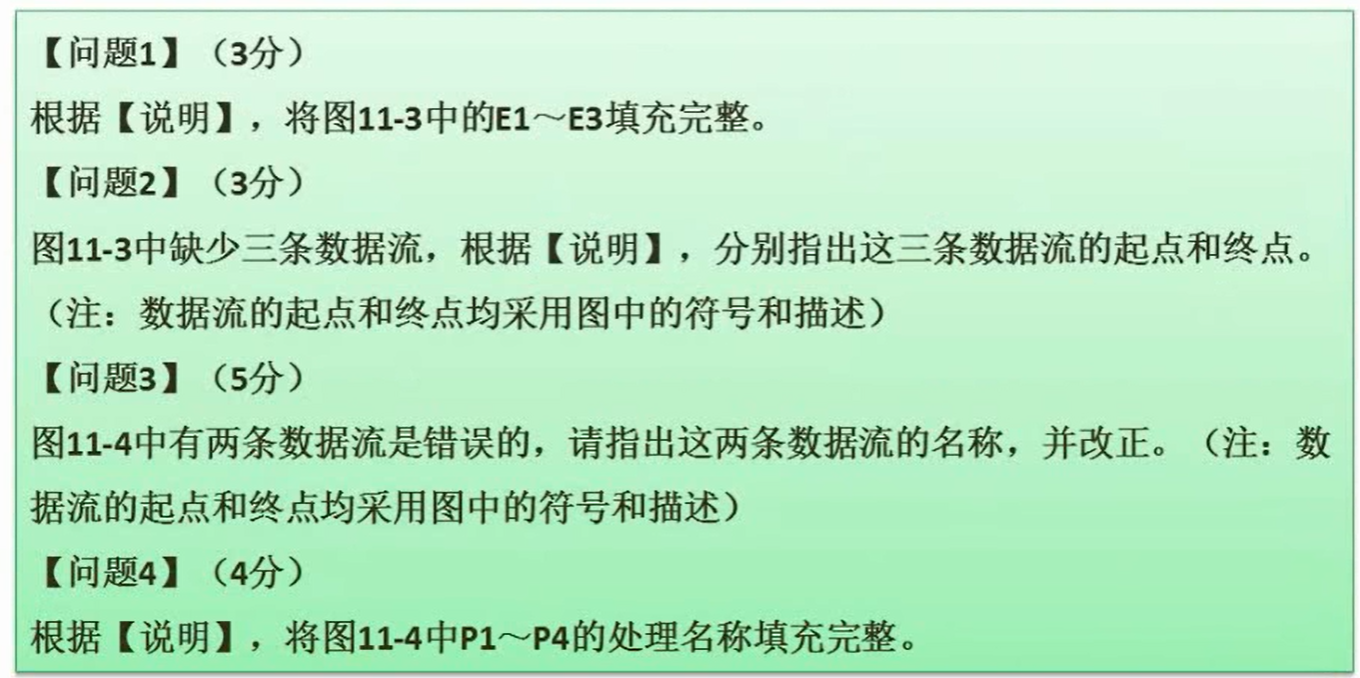 【问题1】（3分）
根据【说明】，将图11-3中的E1～E3填充完整。
【问题2】（3分）
图11-3中缺少三条数据流，根据【说明】，分别指出这三条数据流的起点和终点。
（注：数据流的起点和终点均采用图中的符号和描述）
【问题3】（5分）
图11-4中有两条数据流是错误的，请指出这两条数据流的名称，并改正。（注：数
据流的起点和终点均采用图中的符号和描述）
【问题4】（4分）
根据【说明】，将图11-4中P1～P4的处理名称填充完整。